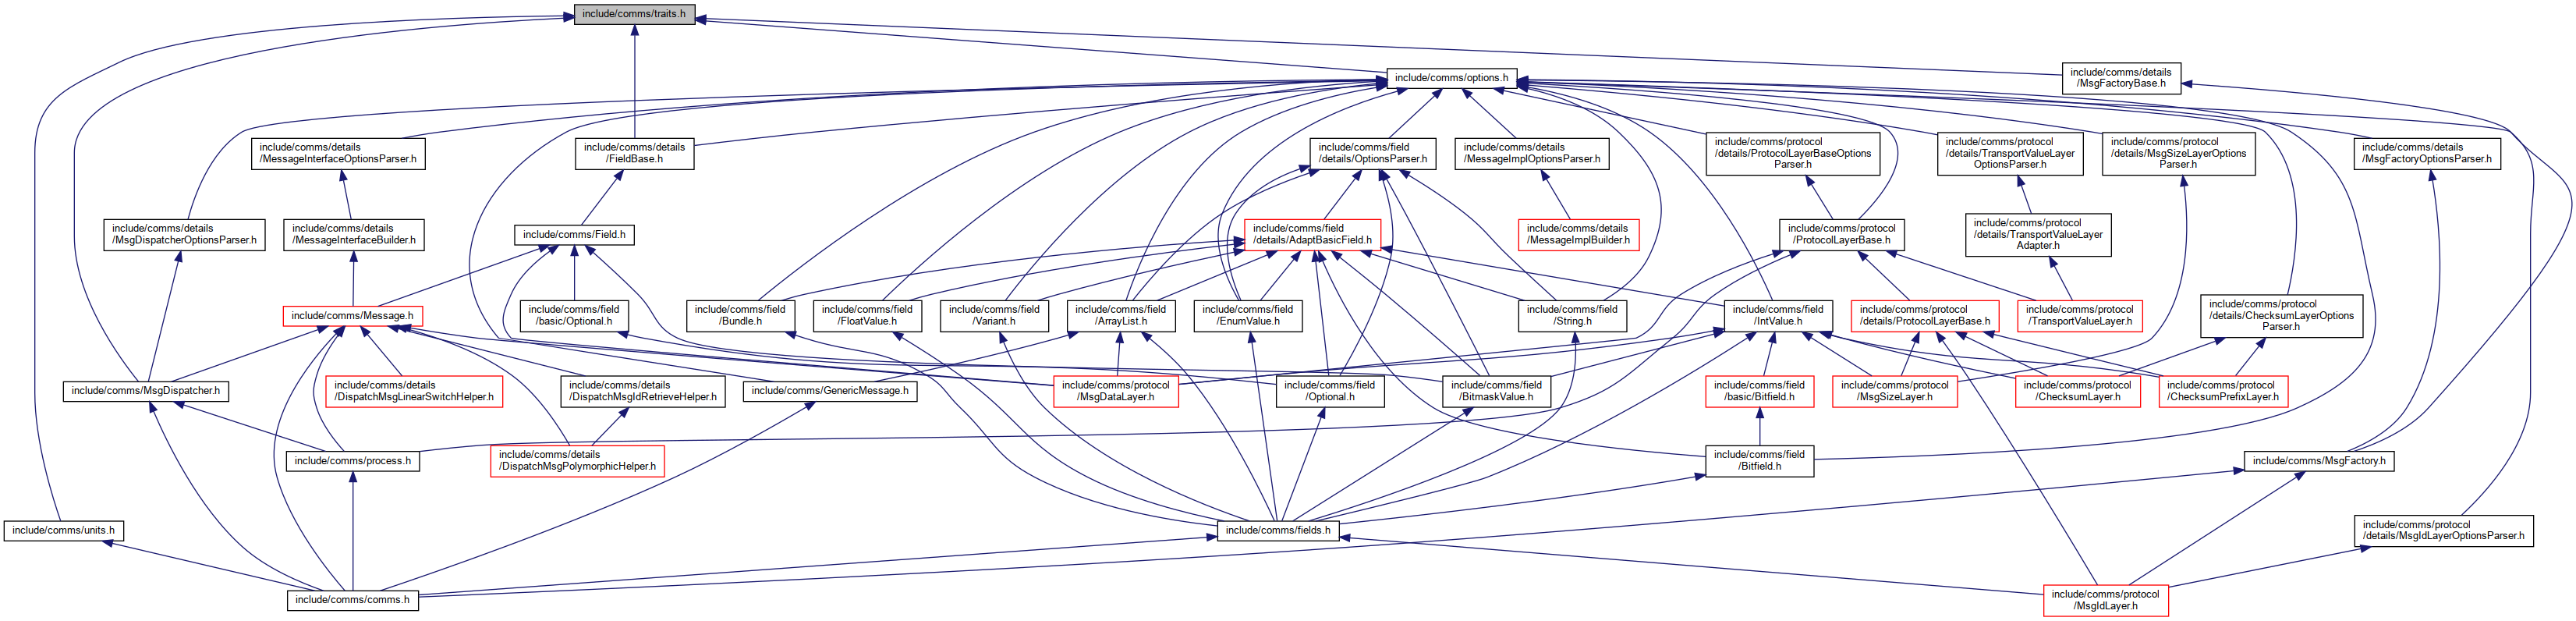 include/comms/traits.h
include/comms/options.h
include/comms/details
/MsgFactoryBase.h
include/comms/details
/MessageInterfaceOptionsParser.h
include/comms/details
/FieldBase.h
include/comms/field
/details/OptionsParser.h
include/comms/details
/MessageImplOptionsParser.h
include/comms/protocol
/details/ProtocolLayerBaseOptions
Parser.h
include/comms/protocol
/details/TransportValueLayer
OptionsParser.h
include/comms/protocol
/details/MsgSizeLayerOptions
Parser.h
include/comms/details
/MsgFactoryOptionsParser.h
include/comms/details
/MsgDispatcherOptionsParser.h
include/comms/details
/MessageInterfaceBuilder.h
include/comms/Field.h
include/comms/field
/details/AdaptBasicField.h
include/comms/details
/MessageImplBuilder.h
include/comms/protocol
/ProtocolLayerBase.h
include/comms/protocol
/details/TransportValueLayer
Adapter.h
include/comms/Message.h
include/comms/field
/basic/Optional.h
include/comms/field
/Bundle.h
include/comms/field
/FloatValue.h
include/comms/field
/Variant.h
include/comms/field
/ArrayList.h
include/comms/field
/EnumValue.h
include/comms/field
/String.h
include/comms/field
/IntValue.h
include/comms/protocol
/details/ProtocolLayerBase.h
include/comms/protocol
/TransportValueLayer.h
include/comms/protocol
/details/ChecksumLayerOptions
Parser.h
include/comms/MsgDispatcher.h
include/comms/details
/DispatchMsgLinearSwitchHelper.h
include/comms/details
/DispatchMsgIdRetrieveHelper.h
include/comms/GenericMessage.h
include/comms/protocol
/MsgDataLayer.h
include/comms/field
/Optional.h
include/comms/field
/BitmaskValue.h
include/comms/field
/basic/Bitfield.h
include/comms/protocol
/MsgSizeLayer.h
include/comms/protocol
/ChecksumLayer.h
include/comms/protocol
/ChecksumPrefixLayer.h
include/comms/process.h
include/comms/details
/DispatchMsgPolymorphicHelper.h
include/comms/field
/Bitfield.h
include/comms/MsgFactory.h
include/comms/units.h
include/comms/fields.h
include/comms/protocol
/details/MsgIdLayerOptionsParser.h
include/comms/comms.h
include/comms/protocol
/MsgIdLayer.h